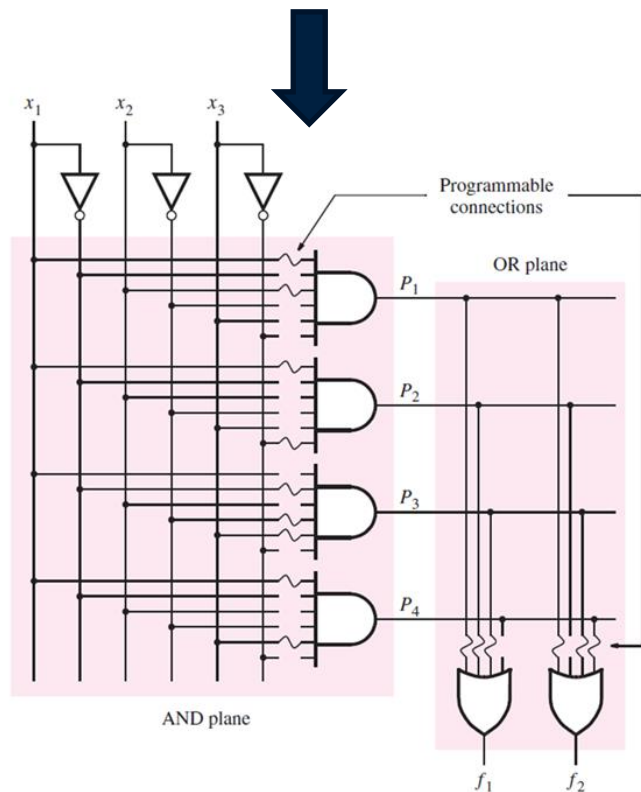 x₁ x₂ x₃
Programmable
connections
OR plane
P₁
P₂
P₃
P₄
AND plane
f₁ f₂